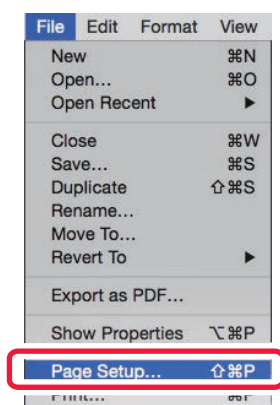 File Edit Format View
New ⌘N
Open... ⌘O
Open Recent ▶
Close ⌘W
Save... ⌘S
Duplicate ⇧⌘S
Rename...
Move To...
Revert To ▶
Export as PDF...
Show Properties ⌥⌘P
Page Setup... ⇧⌘P
Print... ⌘P